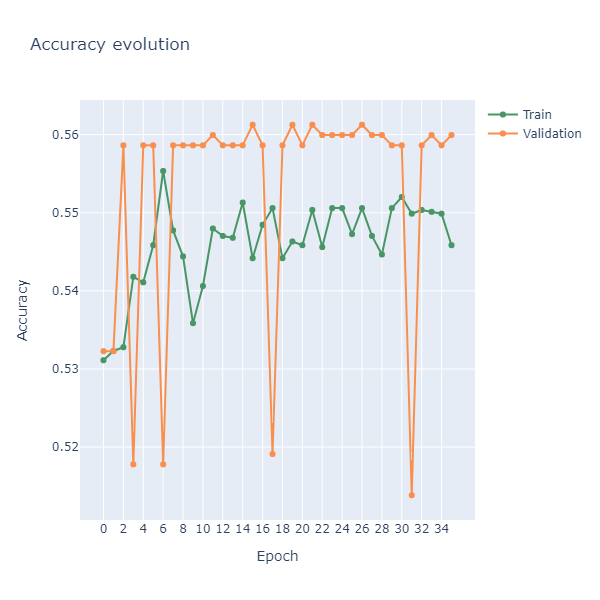 Accuracy evolution
Train
Validation
0.56
0.55
0.54
0.53
0.52
Accuracy
0 2 4 6 8 10 12 14 16 18 20 22 24 26 28 30 32 34
Epoch